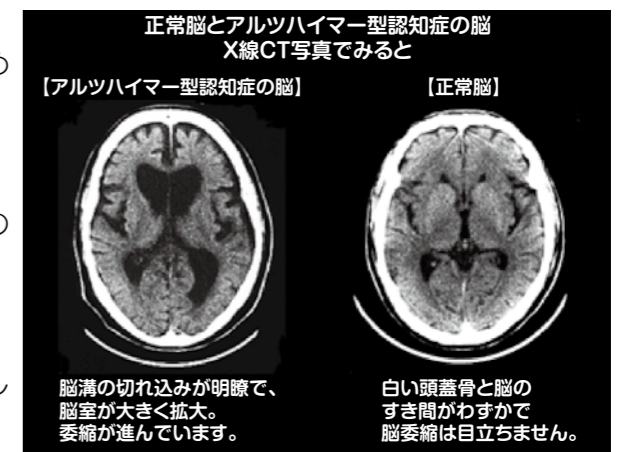 正常脳とアルツハイマー型認知症の脳
X線CT写真でみると
【アルツハイマー型認知症の脳】
【正常脳】
脳溝の切れ込みが明瞭で、
脳室が大きく拡大。
委縮が進んでいます。
白い頭蓋骨と脳の
すき間がわずかで
脳委縮は目立ちません。